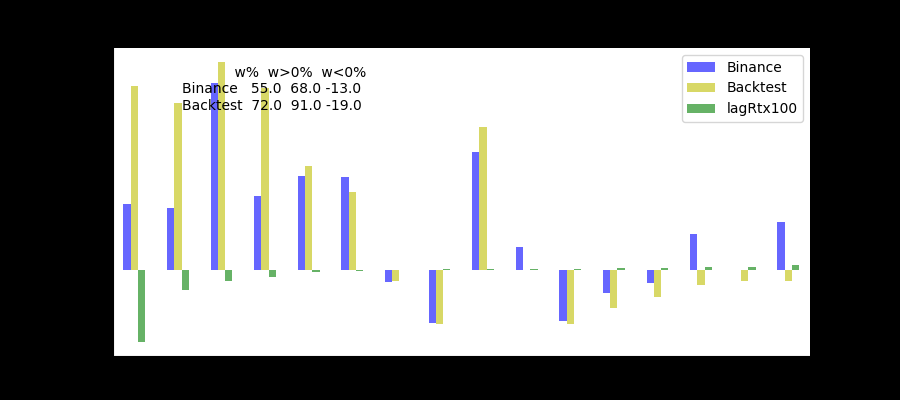 w%  w>0%  w<0%
Binance   55.0  68.0 -13.0
Backtest  72.0  91.0 -19.0
Binance
Backtest
lagRtx100